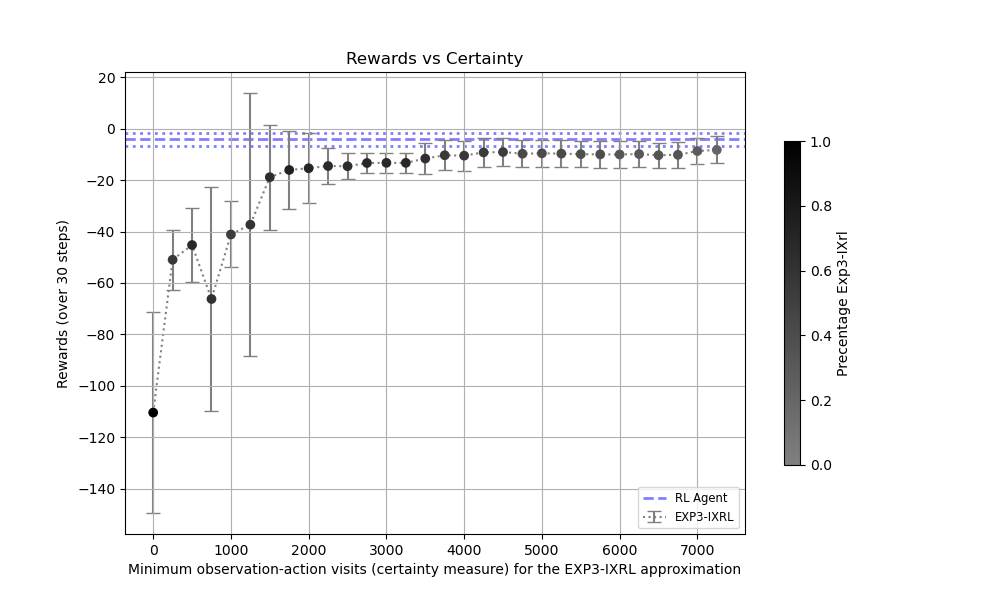 Rewards vs Certainty
20
0
−20
−40
−60
−80
−100
−120
−140
Rewards (over 30 steps)
0 1000 2000 3000 4000 5000 6000 7000
Minimum observation-action visits (certainty measure) for the EXP3-IXRL approximation
RL Agent
EXP3-IXRL
1.0
0.8
0.6
0.4
0.2
0.0
Precentage Exp3-IXrl